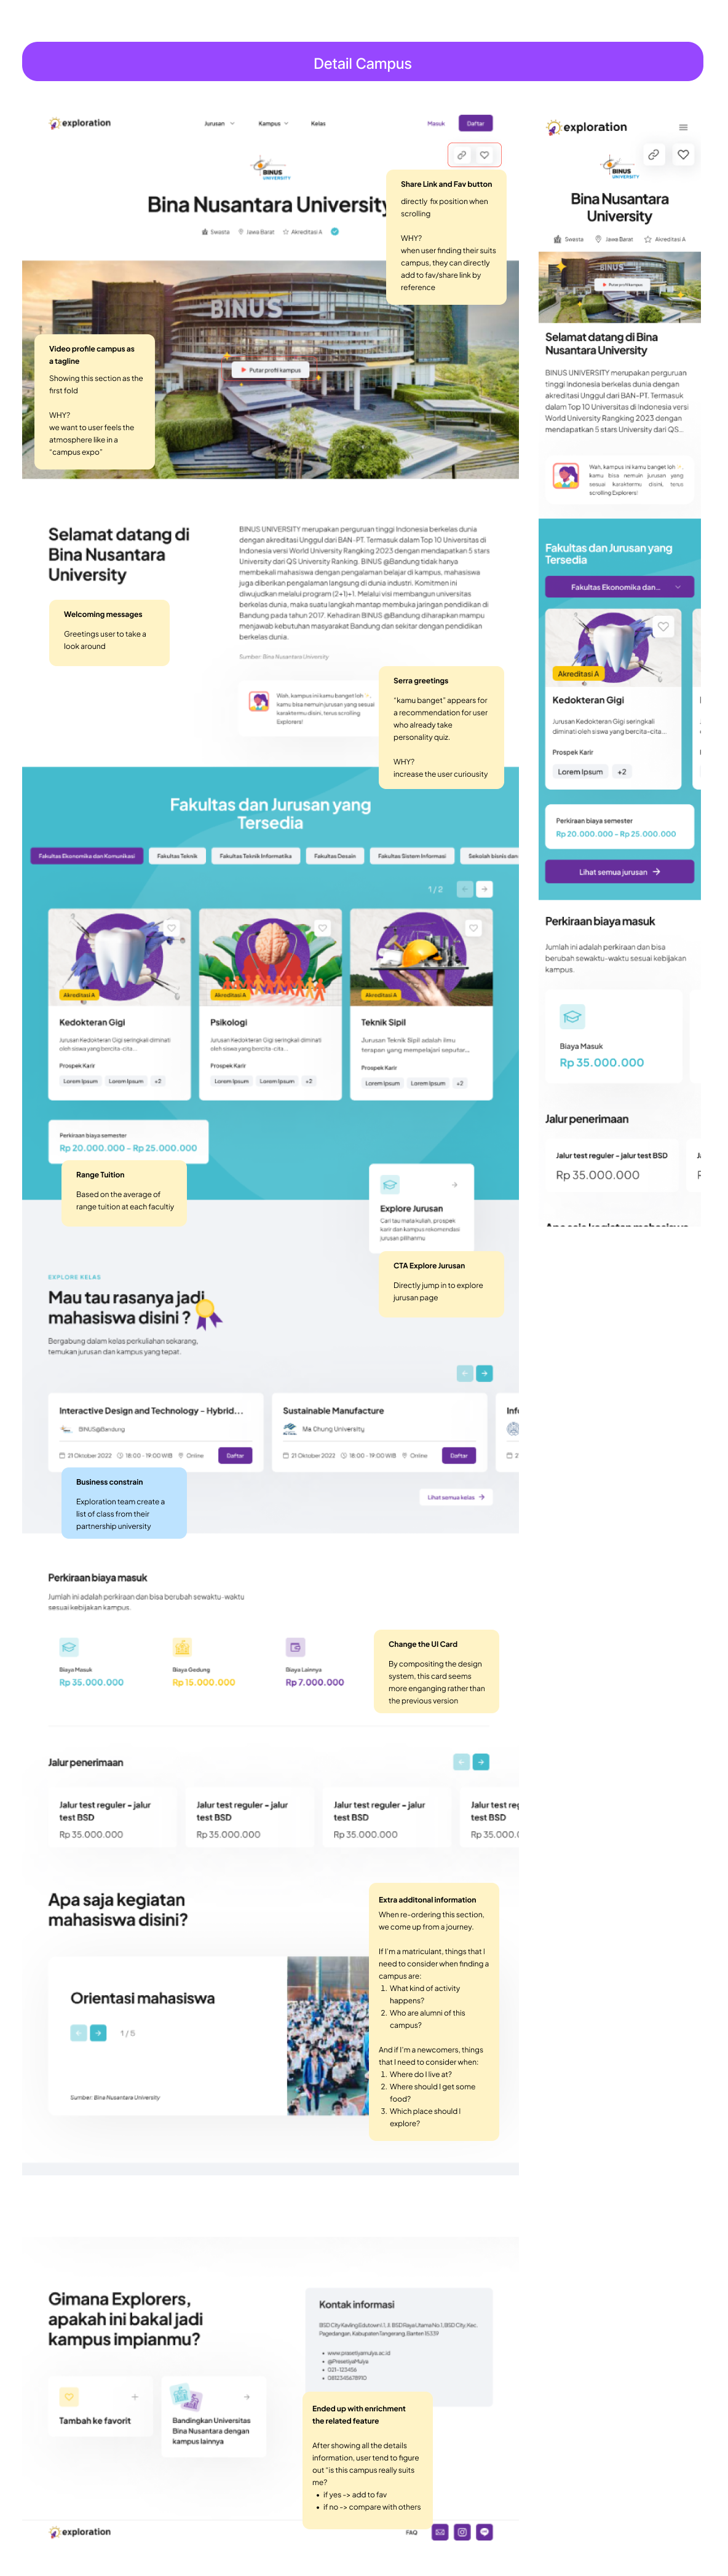 Detail Campus
exploration
Jurusan
Kampus
Kelas
Masuk
Daftar
BINUS
UNIVERSITY
Bina Nusantara University
Swasta
Jawa Barat
Akreditasi A
Share Link and Fav button
directly fix position when
scrolling
WHY?
when user finding their suits
campus, they can directly
add to fav/share link by
reference
BINUS
Putar profil kampus
Video profile campus as
a tagline
Showing this section as the
first fold
WHY?
we want to user feels the
atmosphere like in a
"campus expo"
Selamat datang di
Bina Nusantara
University
BINUS UNIVERSITY merupakan perguruan tinggi Indonesia berkelas dunia
dengan akreditasi Unggul dari BAN-PT. Termasuk dalam Top 10 Universitas di
Indonesia versi World University Rangking 2023 dengan mendapatkan 5 stars
University dari QS University Ranking. BINUS @Bandung tidak hanya
membekali mahasiswa dengan pengalaman belajar di kampus, mahasiswa
juga diberikan pengalaman langsung di dunia industri. Komitmen ini
diwujudkan melalui program (2+1)+1. Melalui visi membangun universitas
berkelas dunia, maka suatu langkah mantap membuka jaringan pendidikan di
Bandung pada tahun 2017. Kehadiran BINUS @Bandung diharapkan mampu
menjawab kebutuhan masyarakat Bandung dan sekitar dengan pendidikan
berkelas dunia.
Sumber: Bina Nusantara University
Welcoming messages
Greetings user to take a
look around
Wah, kampus ini kamu banget loh
kamu bisa nemuin jurusan yang sesuai
karaktermu disini, terus scrolling
Explorers!
Serra greetings
"kamu banget" appears for
a recommendation for user
who already take
personality quiz.
WHY?
increase the user curiousity
Fakultas dan Jurusan yang
Tersedia
Fakultas Ekonomika dan Komunikasi
Fakultas Teknik
Fakultas Teknik Informatika
Fakultas Desain
Fakultas Sistem Informasi
Sekolah bisnis dan
1 / 2
Akreditasi A
Kedokteran Gigi
Jurusan Kedokteran Gigi seringkali diminati
oleh siswa yang bercita-cita...
Prospek Karir
Lorem Ipsum
Lorem Ipsum
+2
Akreditasi A
Psikologi
Jurusan Kedokteran Gigi seringkali diminati
oleh siswa yang bercita-cita...
Prospek Karir
Lorem Ipsum
Lorem Ipsum
+2
Akreditasi A
Teknik Sipil
Jurusan Teknik Sipil adalah ilmu
terapan yang mempelajari seputar...
Prospek Karir
Lorem Ipsum
Lorem Ipsum
+2
Perkiraan biaya semester
Rp 20.000.000 - Rp 25.000.000
Range Tuition
Based on the average of
range tuition at each facultiy
Explore Jurusan
Cari tau mata kuliah, prospek
karir dan kampus rekomendasi
jurusan pilihanmu
CTA Explore Jurusan
Directly jump in to explore
jurusan page
EXPLORE KELAS
Mau tau rasanya jadi
mahasiswa disini ?
Bergabung dalam kelas perkuliahan sekarang,
temukan jurusan dan kampus yang tepat.
Interactive Design and Technology - Hybrid...
BINUS@Bandung
21 Oktober 2022
18:00 - 19:00 WIB
Online
Daftar
Sustainable Manufacture
Ma Chung University
21 Oktober 2022
18:00 - 19:00 WIB
Online
Daftar
Inf
2
Lihat semua kelas
Business constrain
Exploration team create a
list of class from their
partnership university
Perkiraan biaya masuk
Jumlah ini adalah perkiraan dan bisa berubah sewaktu-waktu
sesuai kebijakan kampus.
Biaya Masuk
Rp 35.000.000
Biaya Gedung
Rp 15.000.000
Biaya Lainnya
Rp 7.000.000
Change the UI Card
By compositing the design
system, this card seems
more enganging rather than
the previous version
Jalur penerimaan
Jalur test reguler - jalur
test BSD
Rp 35.000.000
Jalur test reguler - jalur
test BSD
Rp 35.000.000
Jalur test reguler - jalur
test BSD
Rp 35.000.000
Jalur test reg
test BSD
Rp 35.000.0
Apa saja kegiatan
mahasiswa disini?
Orientasi mahasiswa
1 / 5
Sumber: Bina Nusantara University
Extra additonal information
When re-ordering this section,
we come up from a journey.
If I'm a matriculant, things that I
need to consider when finding a
campus are:
1. What kind of activity
happens?
2. Who are alumni of this
campus?
And if I'm a newcomers, things
that I need to consider when:
1. Where do I live at?
2. Where should I get some
food?
3. Which place should I
explore?
Gimana Explorers,
apakah ini bakal jadi
kampus impianmu?
Tambah ke favorit
Bandingkan Universitas
Bina Nusantara dengan
kampus lainnya
Kontak informasi
BSD City Kavling Edutown I.1, Jl. BSD Raya Utama No.1, BSD City, Kec.
Pagedangan, Kabupaten Tangerang, Banten 15339
www.prasetiyamulya.ac.id
@PrasetiyaMulya
021-123456
081234567890
Ended up with enrichment
the related feature
After showing all the details
information, user tend to figure
out "is this campus really suits
me?
if yes -> add to fav
if no -> compare with others
exploration
FAQ
exploration
BINUS
UNIVERSITY
Bina Nusantara
University
Swasta
Jawa Barat
Akreditasi A
BINUS
Putar profil kampus
Selamat datang di Bina
Nusantara University
BINUS UNIVERSITY merupakan perguruan
tinggi Indonesia berkelas dunia dengan
akreditasi Unggul dari BAN-PT. Termasuk
dalam Top 10 Universitas di Indonesia versi
World University Rangking 2023 dengan
mendapatkan 5 stars University dari QS...
Wah, kampus ini kamu banget loh
kamu bisa nemuin jurusan yang
sesuai karaktermu disini, terus
scrolling Explorers!
Fakultas dan Jurusan yang
Tersedia
Fakultas Ekonomika dan...
Akreditasi A
Kedokteran Gigi
Jurusan Kedokteran Gigi seringkali
diminati oleh siswa yang bercita-cita...
Prospek Karir
Lorem Ipsum
+2
Perkiraan biaya semester
Rp 20.000.000 - Rp 25.000.000
Lihat semua jurusan
Perkiraan biaya masuk
Jumlah ini adalah perkiraan dan bisa
berubah sewaktu-waktu sesuai kebijakan
kampus.
Biaya Masuk
Rp 35.000.000
Jalur penerimaan
Jalur test reguler - jalur test BSD
Rp 35.000.000